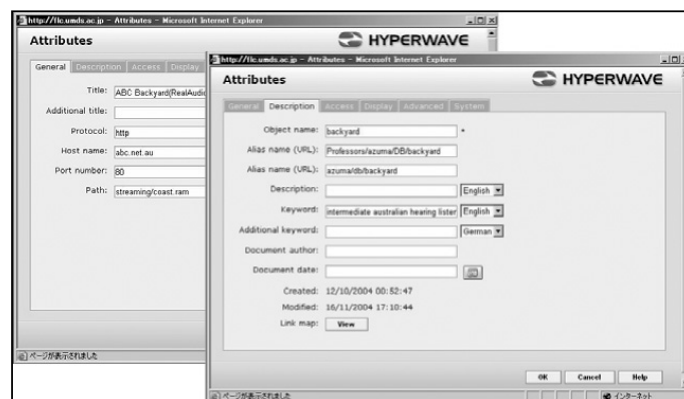 http://flc.umds.ac.jp - Attributes - Microsoft Internet Explorer
Attributes
HYPERWAVE
General Description Access Display
Title: ABC Backyard(RealAudio
Additional title:
Protocol: http
Host name: abc.net.au
Port number: 80
Path: streaming/coast.ram
ページが表示されました
http://flc.umds.ac.jp - Attributes - Microsoft Internet Explorer
Attributes
HYPERWAVE
General Description Access Display Advanced System
Object name: backyard *
Alias name (URL): Professors/azuma/DB/backyard
Alias name (URL): azuma/db/backyard
Description: English
Keyword: intermediate australian hearing lister English
Additional keyword: German
Document author:
Document date:
Created: 12/10/2004 00:52:47
Modified: 16/11/2004 17:10:44
Link map: View
OK Cancel Help
ページが表示されました インターネット